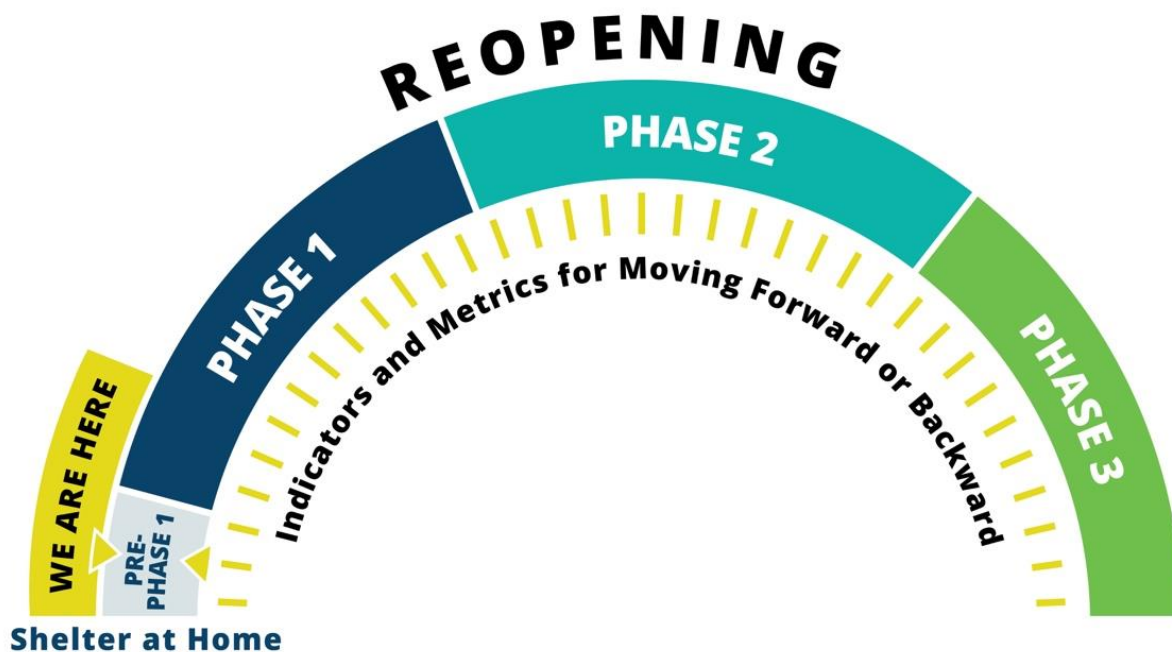 REOPENING
PHASE 1
PHASE 2
PHASE 3
Indicators and Metrics for Moving Forward or Backward
WE ARE HERE
PRE-
PHASE 1
Shelter at Home